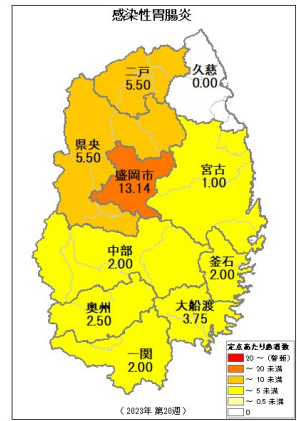 感染性胃腸炎
二戸
5.50
久慈
0.00
県央
5.50
盛岡市
13.14
宮古
1.00
中部
2.00
釜石
2.00
奥州
2.50
大船渡
3.75
一関
2.00
定点あたり患者数
20 ～ (警報)
～ 20 未満
～ 10 未満
～ 5 未満
～ 0.5 未満
0
（2023年 第20週）